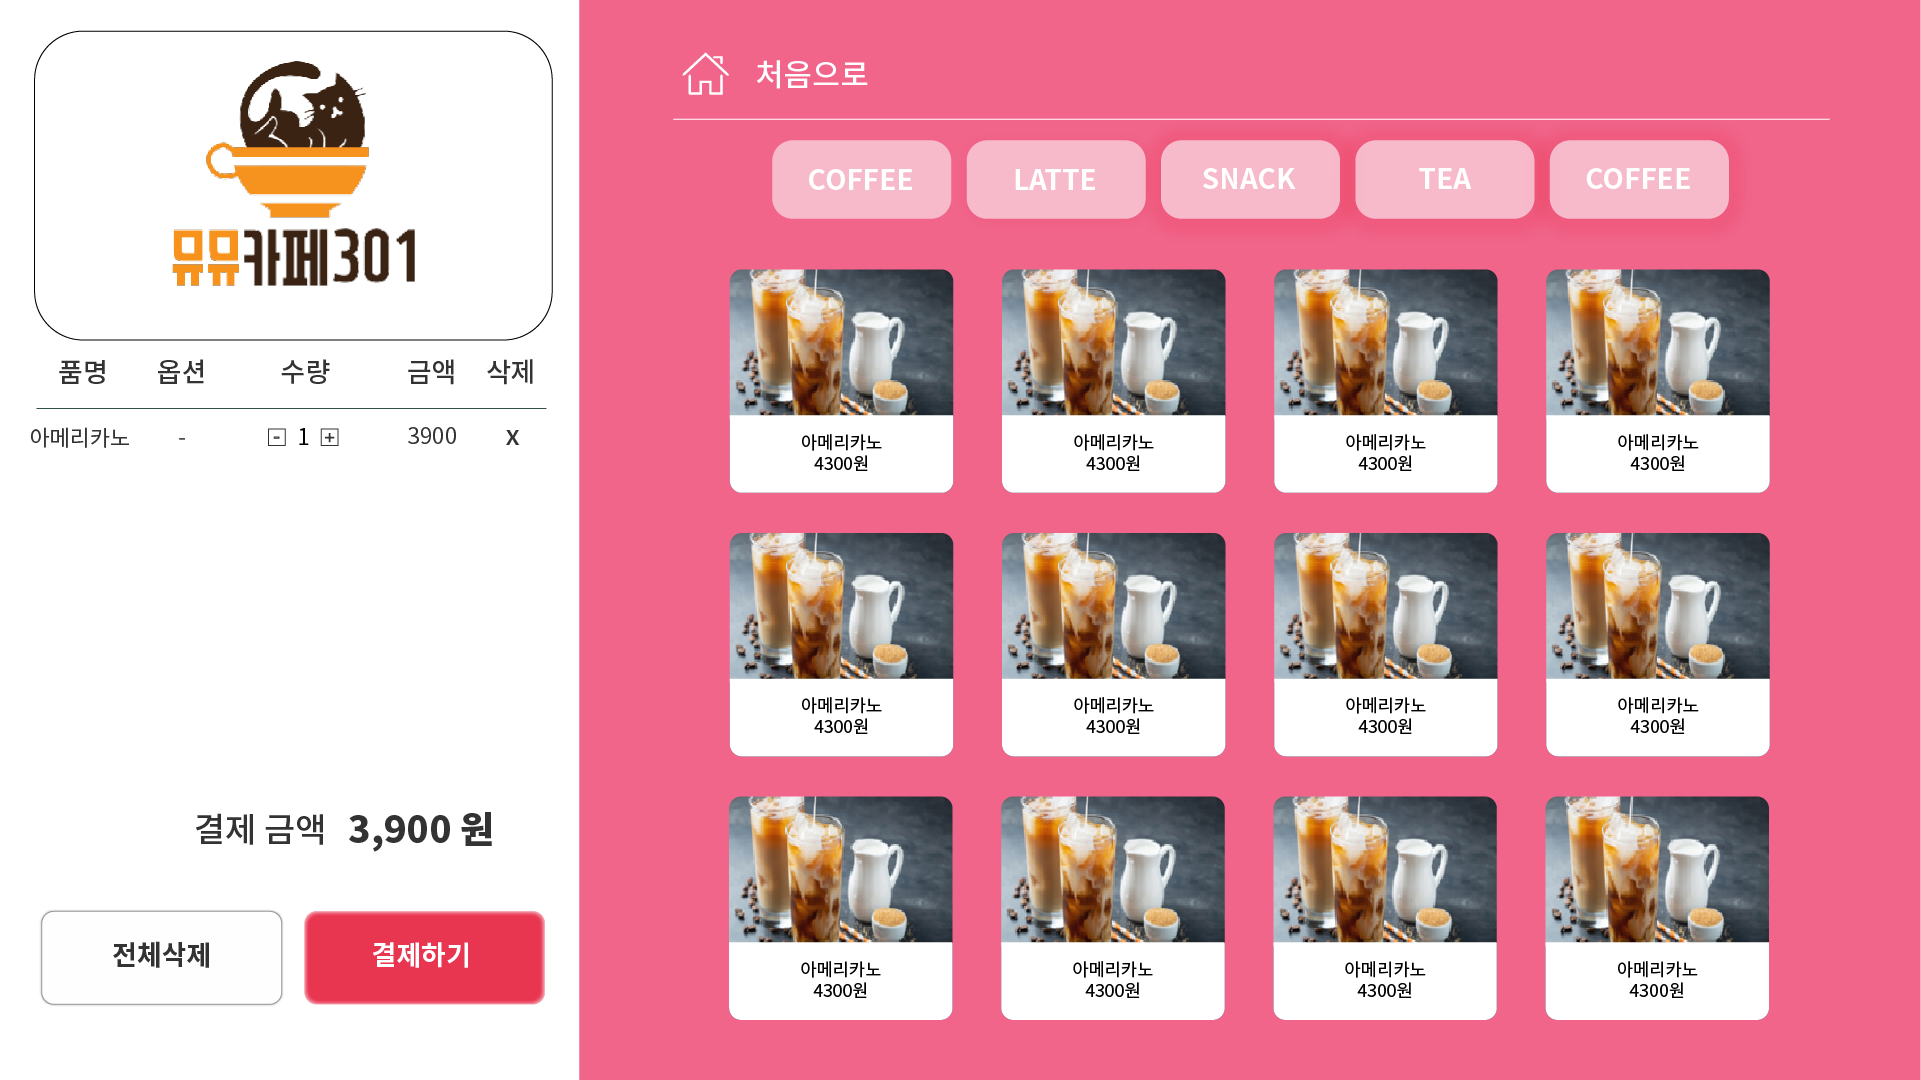 뮤뮤카페301
품명 옵션 수량 금액 삭제
아메리카노 - - 1 + 3900 X
결제 금액 3,900 원
전체삭제 결제하기
처음으로
COFFEE LATTE SNACK TEA COFFEE
아메리카노 아메리카노 아메리카노 아메리카노
4300원 4300원 4300원 4300원
아메리카노 아메리카노 아메리카노 아메리카노
4300원 4300원 4300원 4300원
아메리카노 아메리카노 아메리카노 아메리카노
4300원 4300원 4300원 4300원